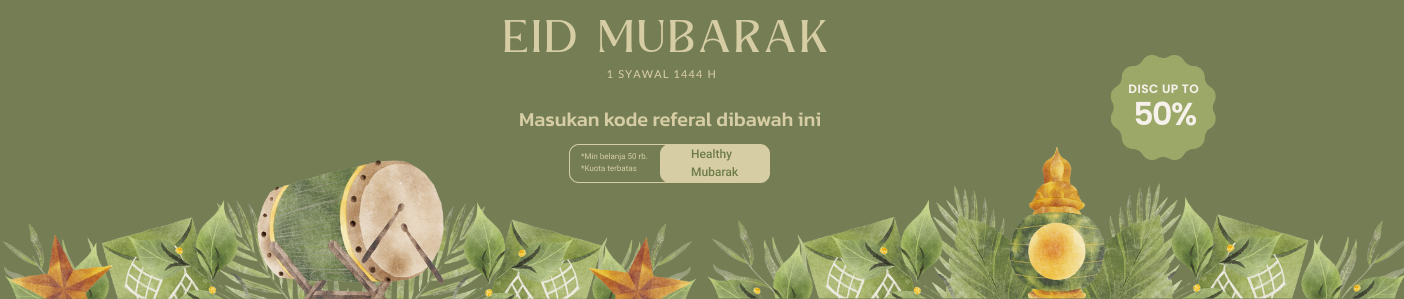 EID MUBARAK
1 SYAWAL 1444 H
DISC UP TO
50%
Masukan kode referal dibawah ini
*Min belanja 50 rb.
*Kuota terbatas
Healthy
Mubarak